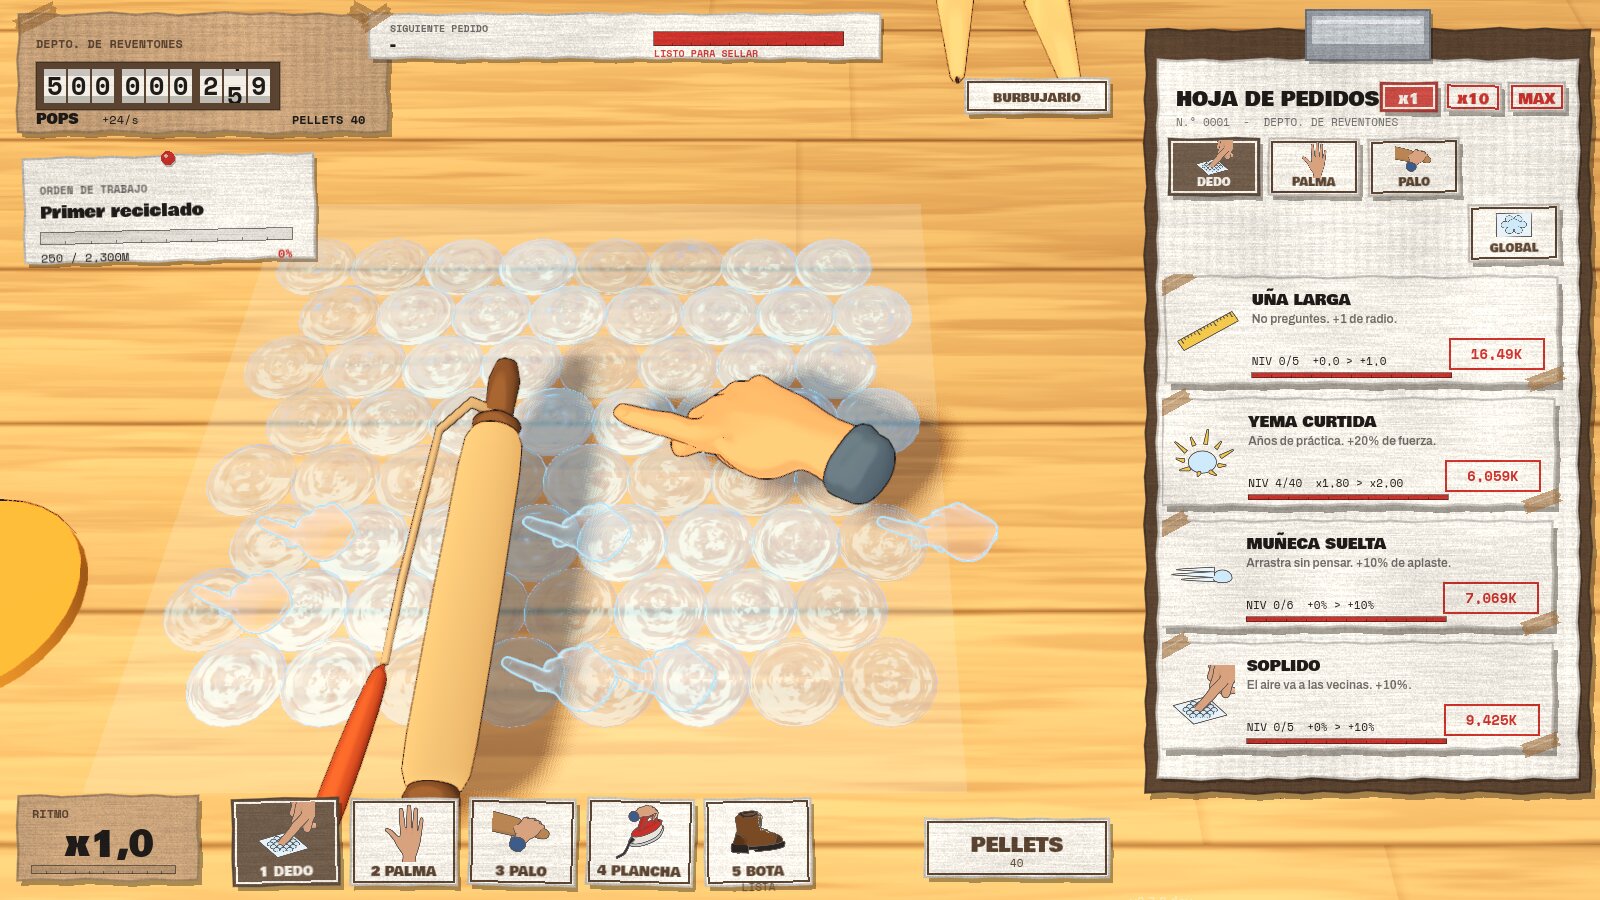 DEPTO. DE REVENTONES
500 000 259
POPS +24/s PELLETS 40
SIGUIENTE PEDIDO
-
LISTO PARA SELLAR
BURBUJARIO
ORDEN DE TRABAJO
Primer reciclado
250 / 2,300M 0%
HOJA DE PEDIDOS x1 x10 MAX
N.° 0001 - DEPTO. DE REVENTONES
DEDO PALMA PALO
GLOBAL
UÑA LARGA
No preguntes. +1 de radio.
NIV 0/5 +0,0 > +1,0
16,49K
YEMA CURTIDA
Años de práctica. +20% de fuerza.
NIV 4/40 x1,80 > x2,00
6,059K
MUÑECA SUELTA
Arrastra sin pensar. +10% de aplaste.
NIV 0/6 +0% > +10%
7,069K
SOPLIDO
El aire va a las vecinas. +10%.
NIV 0/5 +0% > +10%
9,425K
RITMO
x1,0
1 DEDO 2 PALMA 3 PALO 4 PLANCHA 5 BOTA
LISTA
PELLETS
40